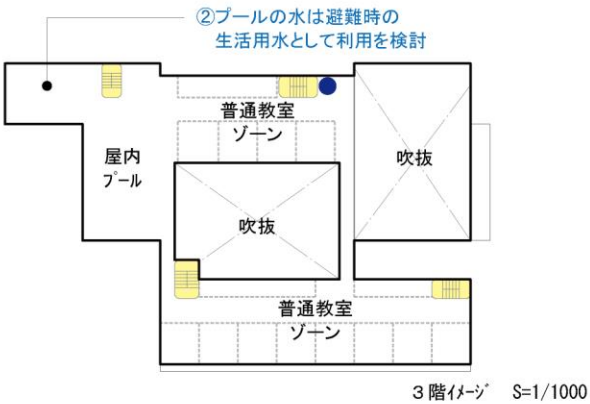 ②プールの水は避難時の
生活用水として利用を検討
普通教室
ゾーン
屋内
プール
吹抜
吹抜
普通教室
ゾーン
3階イメージ S=1/1000